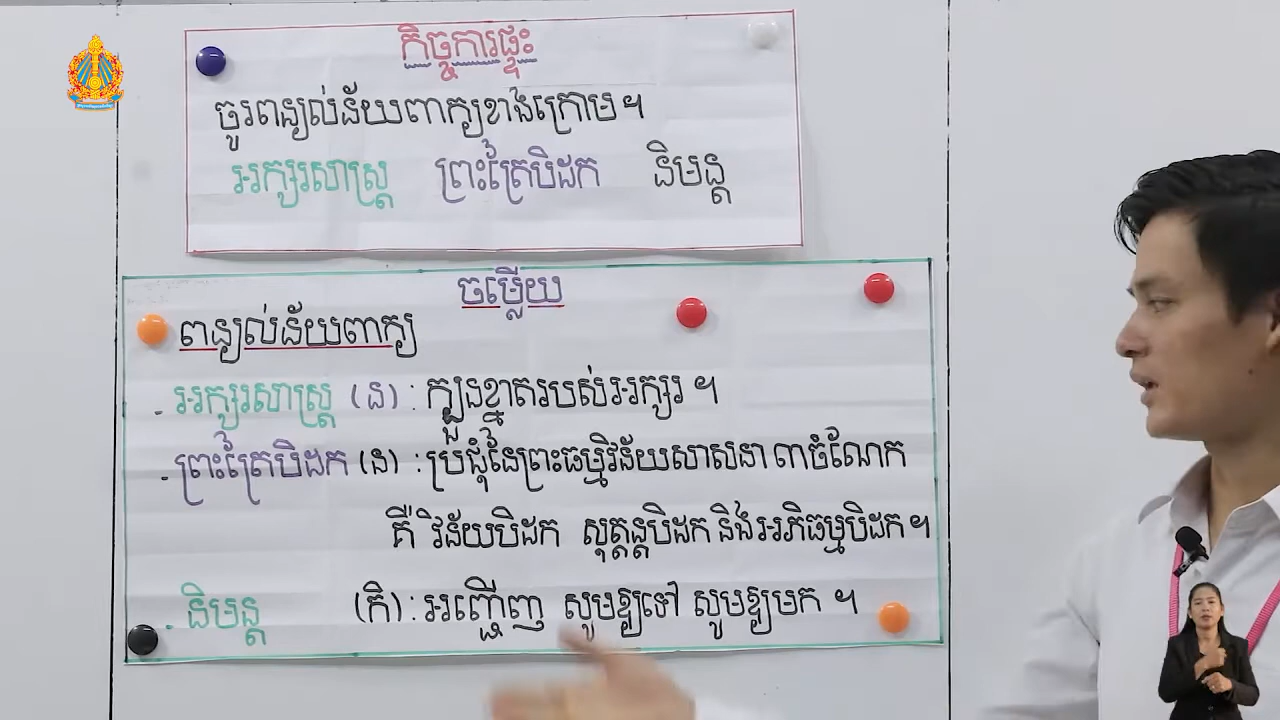 កិច្ចការផ្ទះ
ចូរពន្យល់ន័យពាក្យខាងក្រោម។
អក្សរសាស្ត្រ ព្រះត្រៃបិដក និមន្ត
ចម្លើយ
ពន្យល់ន័យពាក្យ
- អក្សរសាស្ត្រ (ន) : ក្បួនខ្នាតរបស់អក្សរ ។
- ព្រះត្រៃបិដក (ន) : ប្រជុំនៃព្រះធម្មវិន័យសាសនា ៣ចំណែក
គឺ វិន័យបិដក សុត្តន្តបិដក និងអភិធម្មបិដក។
- និមន្ត (កិ) : អញ្ជើញ សូមឱ្យទៅ សូមឱ្យមក ។